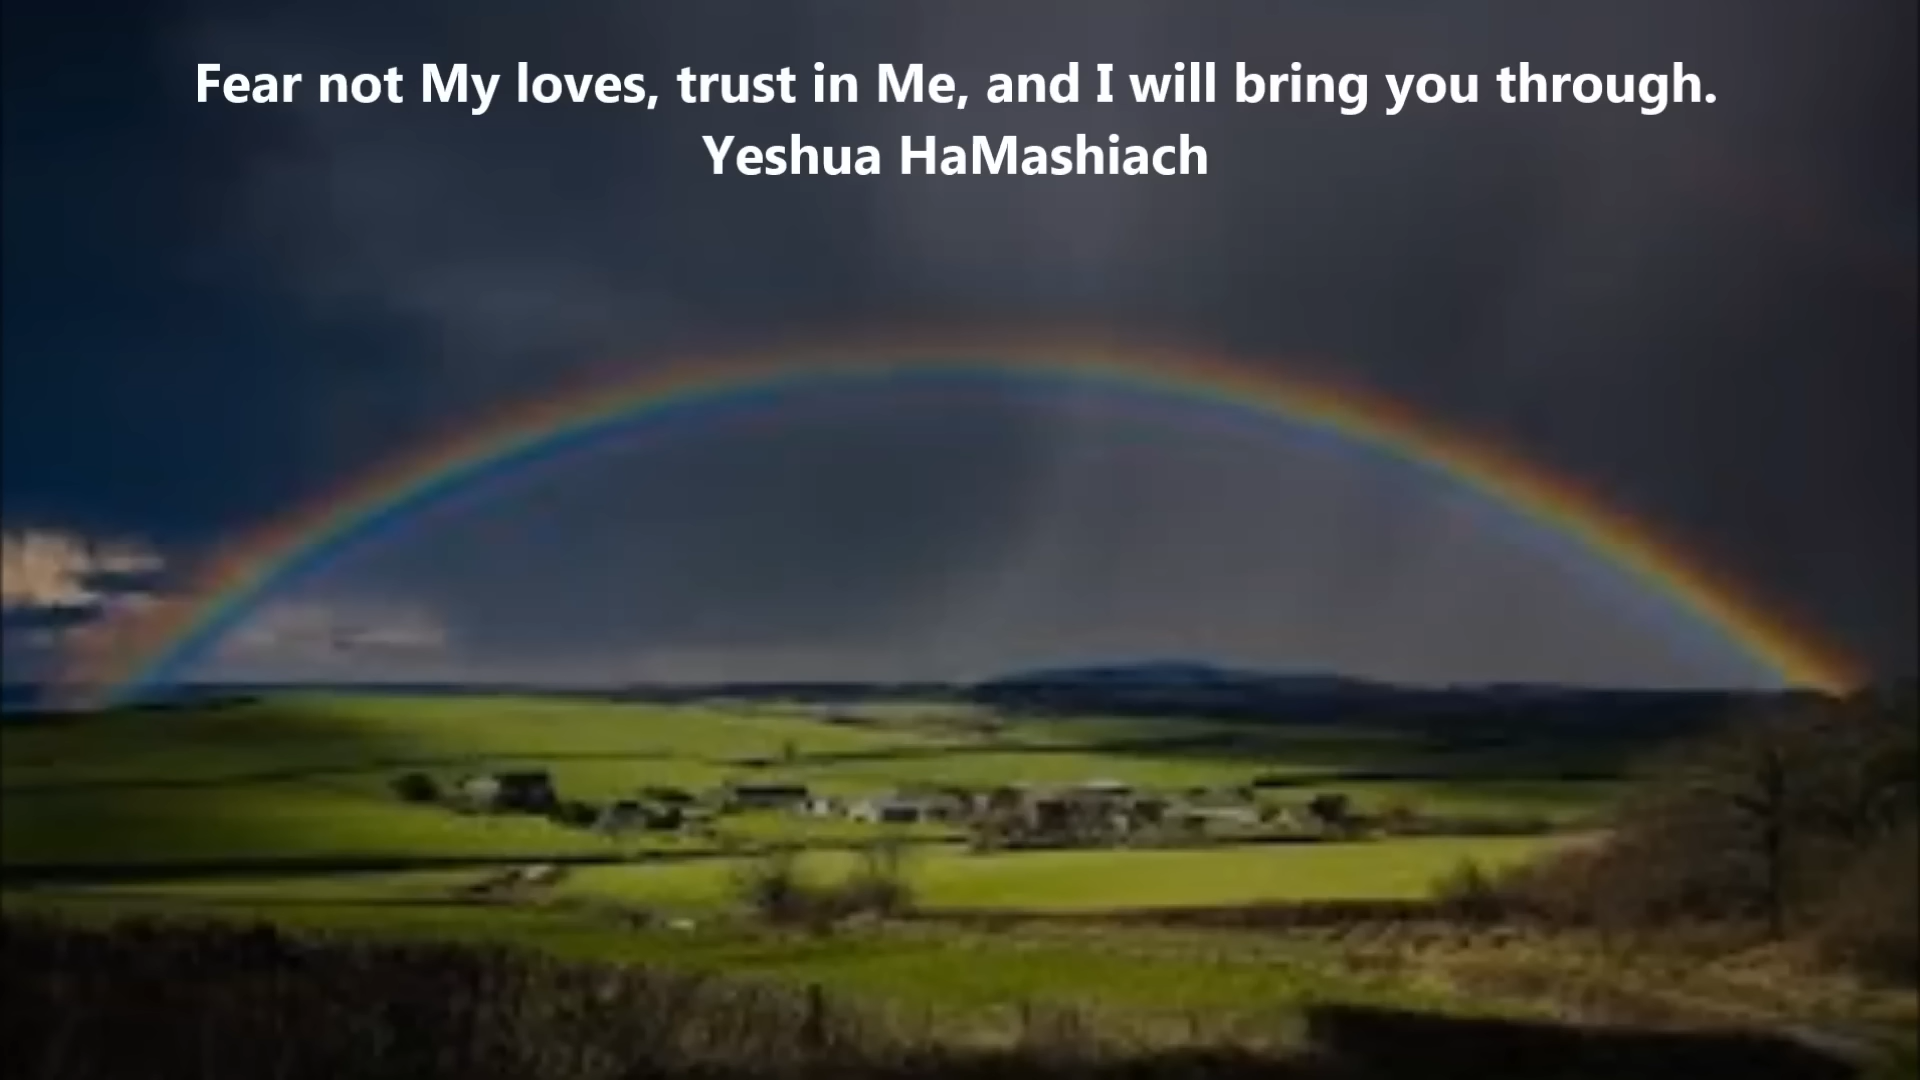 Fear not My loves, trust in Me, and I will bring you through.
Yeshua HaMashiach